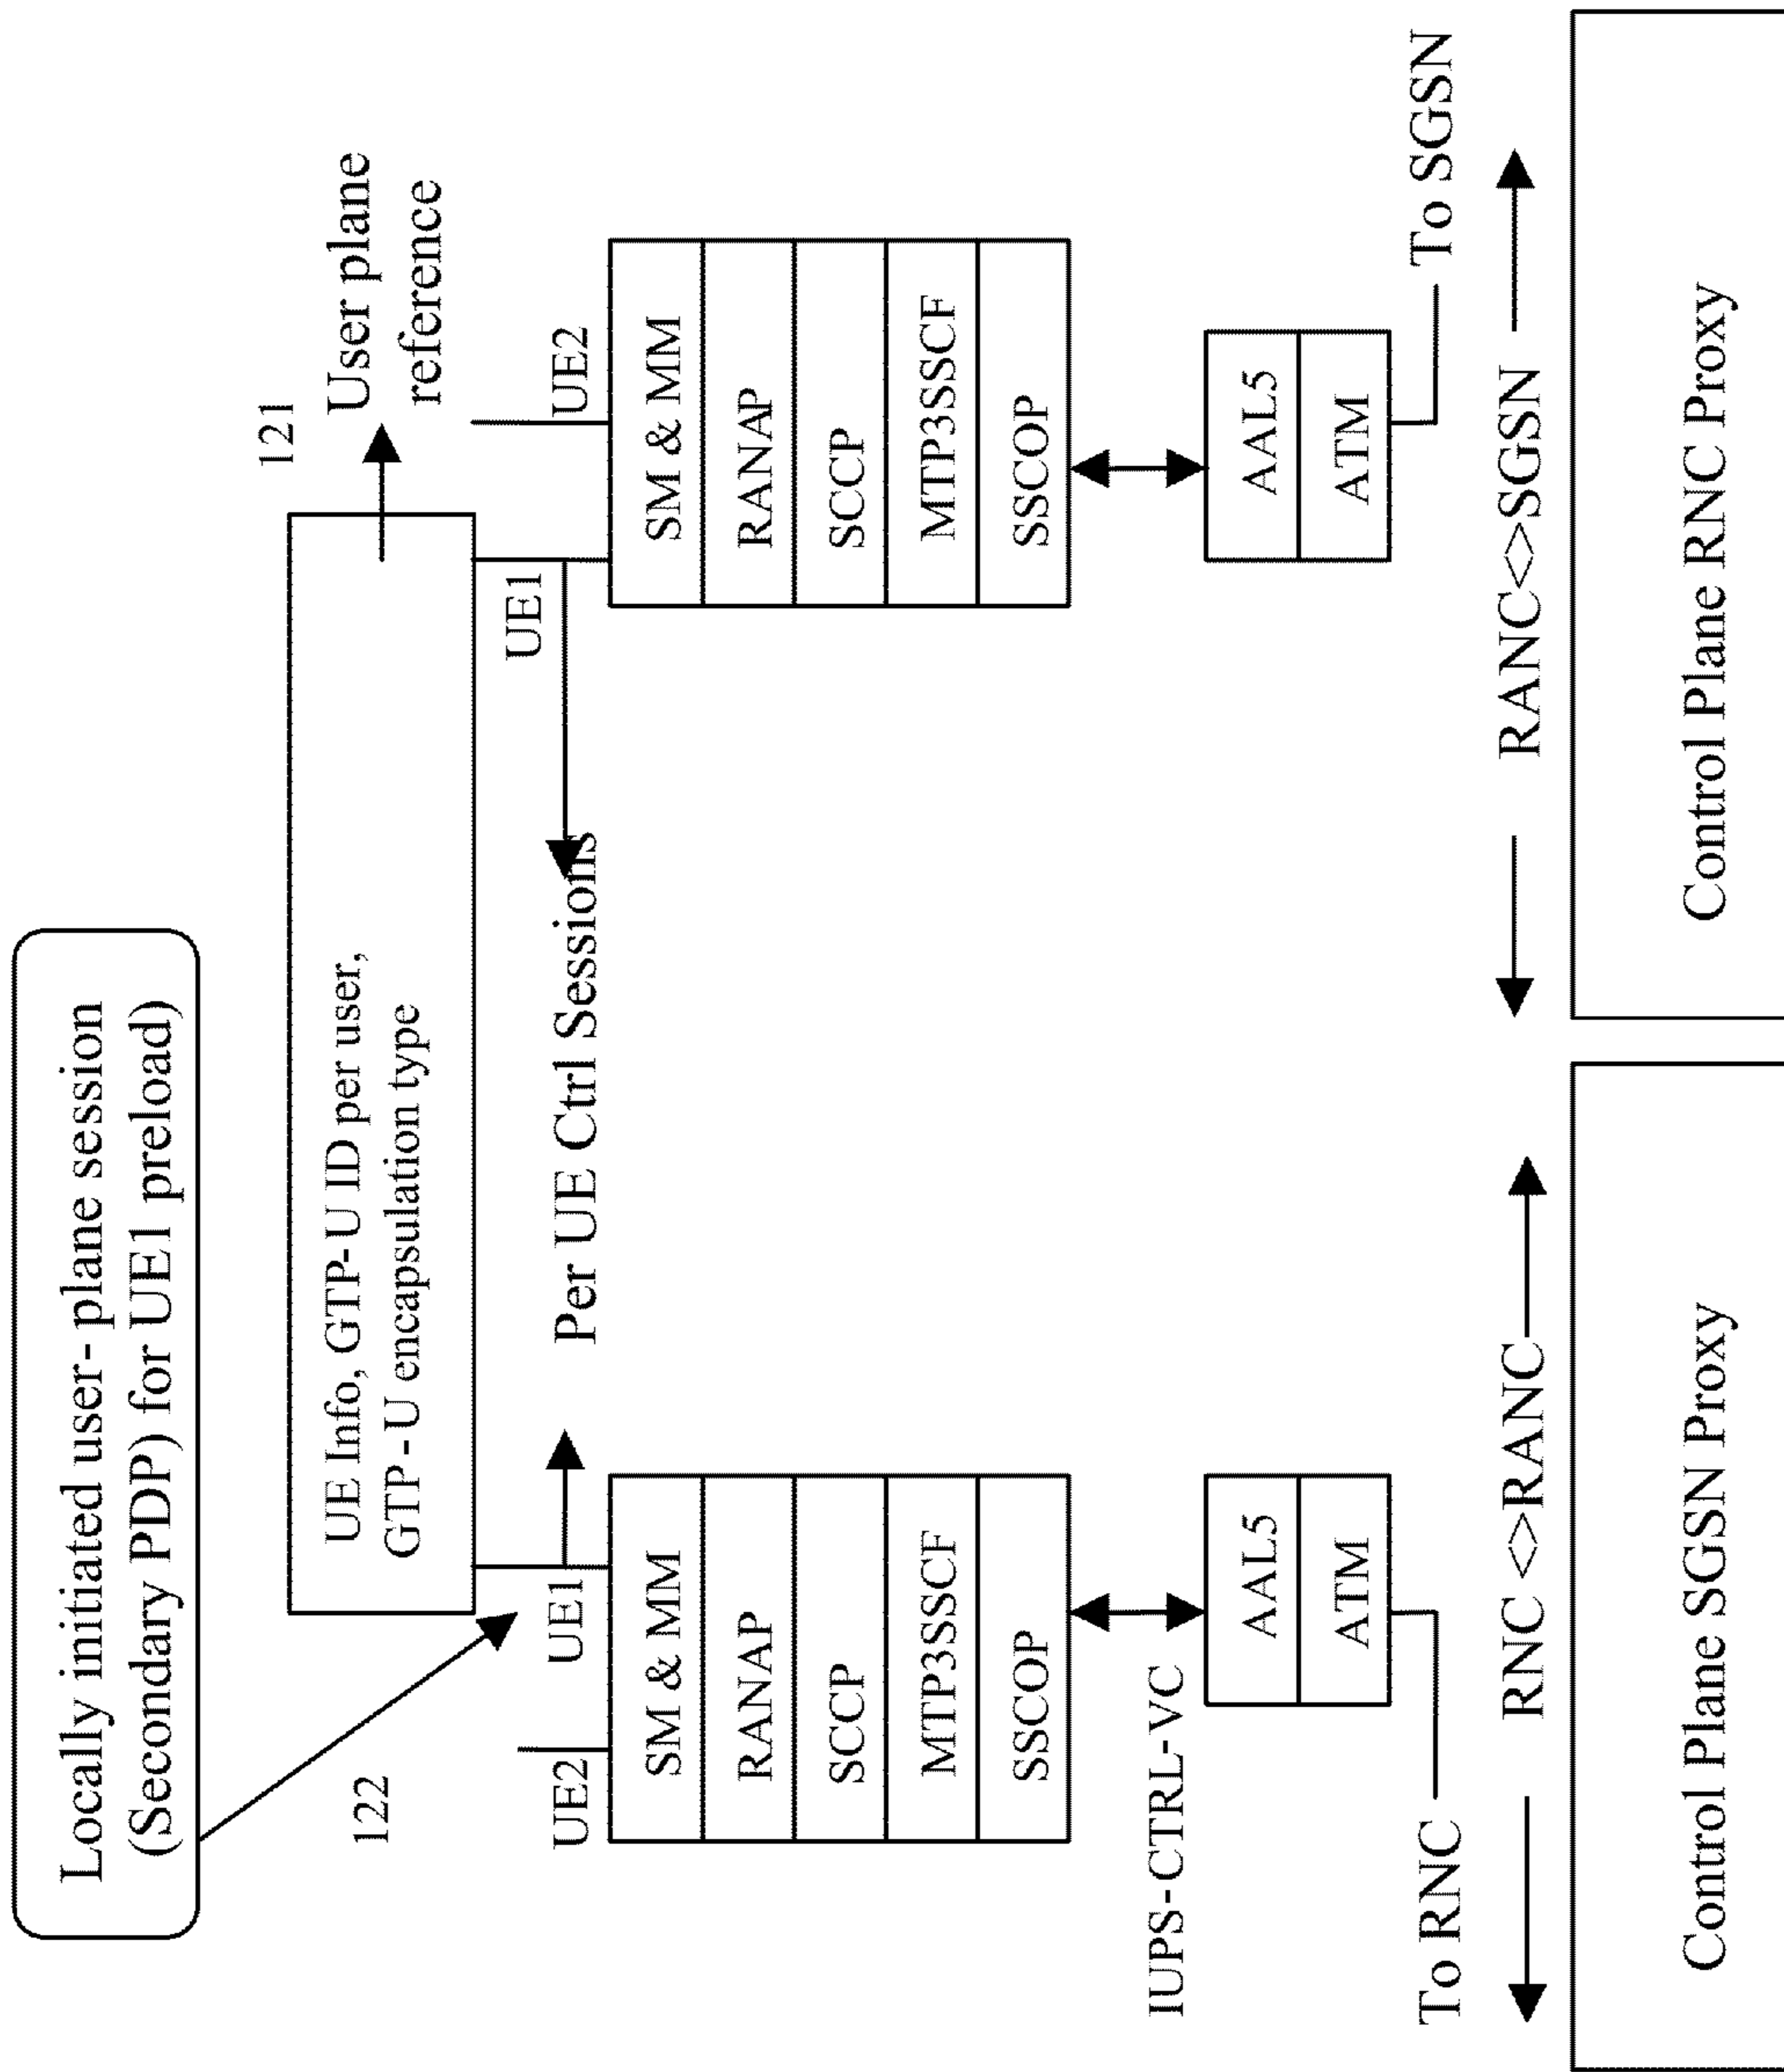 Locally initiated user- plane session
(Secondary PDP) for UE1 preload)
122
121
User plane
reference
UE Info, GTP-U ID per user,
GTP - U encapsulation type
UE2
UE1
Per UE Ctrl Sessions
UE1
UE2
SM & MM
RANAP
SCCP
MTP3SSCF
SSCOP
SM & MM
RANAP
SCCP
MTP3SSCF
SSCOP
IUPS-CTRL-VC
AAL5
ATM
AAL5
ATM
To RNC
To SGSN
RNC <>RANC
RANC<>SGSN
Control Plane SGSN Proxy
Control Plane RNC Proxy